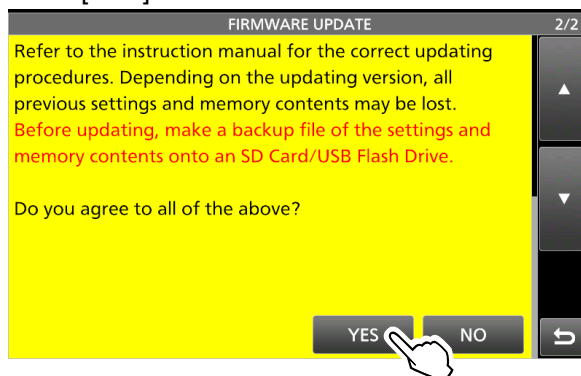 FIRMWARE UPDATE 2/2
Refer to the instruction manual for the correct updating
procedures. Depending on the updating version, all
previous settings and memory contents may be lost.
Before updating, make a backup file of the settings and
memory contents onto an SD Card/USB Flash Drive.
Do you agree to all of the above?
YES NO